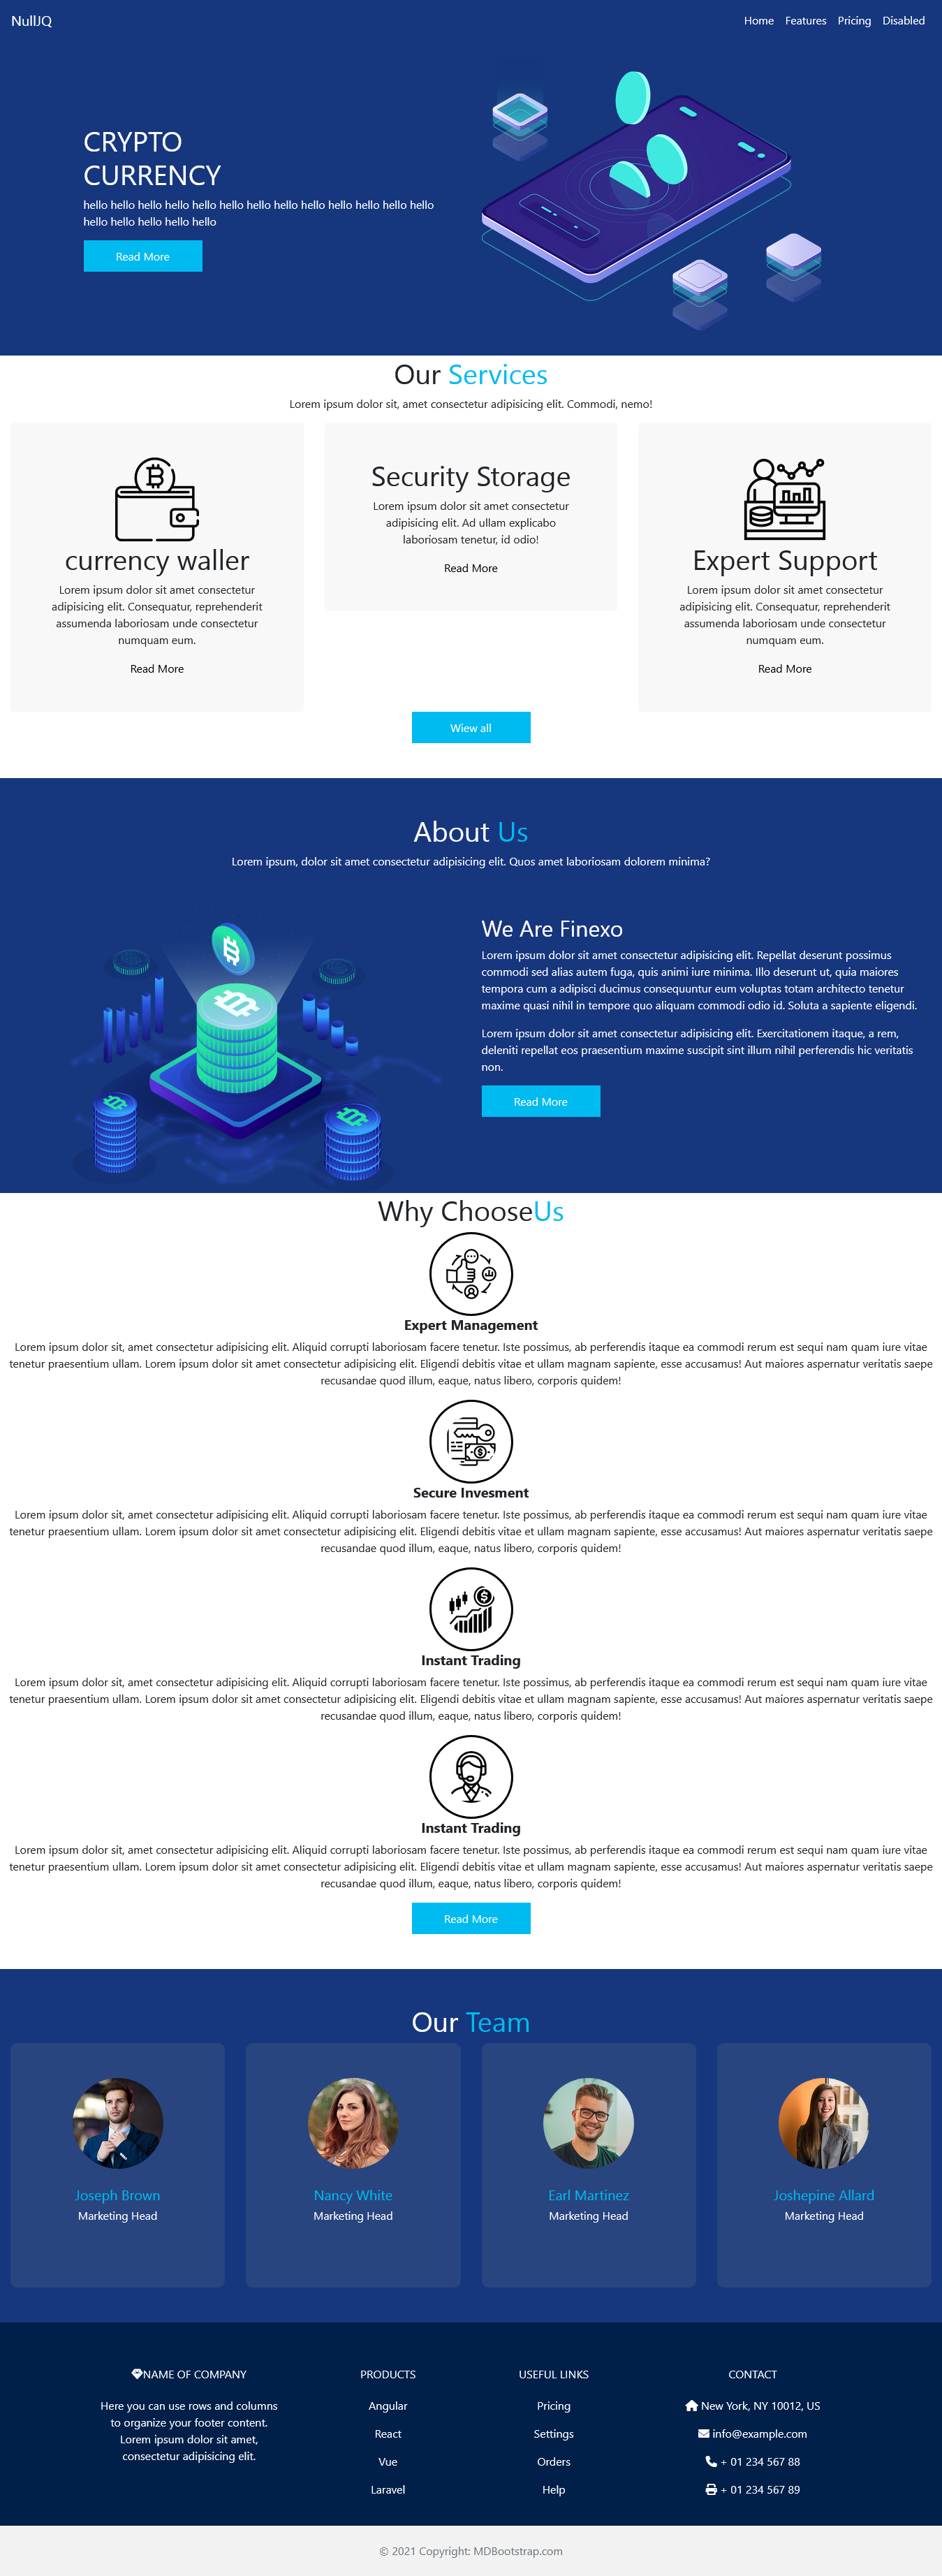 NullJQ
Home Features Pricing Disabled
CRYPTO
CURRENCY
hello hello hello hello hello hello hello hello hello hello hello hello hello
hello hello hello hello hello
Read More
Our Services
Lorem ipsum dolor sit, amet consectetur adipisicing elit. Commodi, nemo!
currency waller
Lorem ipsum dolor sit amet consectetur
adipisicing elit. Consequatur, reprehenderit
assumenda laboriosam unde consectetur
numquam eum.
Read More
Security Storage
Lorem ipsum dolor sit amet consectetur
adipisicing elit. Ad ullam explicabo
laboriosam tenetur, id odio!
Read More
Expert Support
Lorem ipsum dolor sit amet consectetur
adipisicing elit. Consequatur, reprehenderit
assumenda laboriosam unde consectetur
numquam eum.
Read More
Wiew all
About Us
Lorem ipsum, dolor sit amet consectetur adipisicing elit. Quos amet laboriosam dolorem minima?
We Are Finexo
Lorem ipsum dolor sit amet consectetur adipisicing elit. Repellat deserunt possimus
commodi sed alias autem fuga, quis animi iure minima. Illo deserunt ut, quia maiores
tempora cum a adipisci ducimus consequuntur eum voluptas totam architecto tenetur
maxime quasi nihil in tempore quo aliquam commodi odio id. Soluta a sapiente eligendi.
Lorem ipsum dolor sit amet consectetur adipisicing elit. Exercitationem itaque, a rem,
deleniti repellat eos praesentium maxime suscipit sint illum nihil perferendis hic veritatis
non.
Read More
Why ChooseUs
Expert Management
Lorem ipsum dolor sit, amet consectetur adipisicing elit. Aliquid corrupti laboriosam facere tenetur. Iste possimus, ab perferendis itaque ea commodi rerum est sequi nam quam iure vitae
tenetur praesentium ullam. Lorem ipsum dolor sit amet consectetur adipisicing elit. Eligendi debitis vitae et ullam magnam sapiente, esse accusamus! Aut maiores aspernatur veritatis saepe
recusandae quod illum, eaque, natus libero, corporis quidem!
Secure Invesment
Lorem ipsum dolor sit, amet consectetur adipisicing elit. Aliquid corrupti laboriosam facere tenetur. Iste possimus, ab perferendis itaque ea commodi rerum est sequi nam quam iure vitae
tenetur praesentium ullam. Lorem ipsum dolor sit amet consectetur adipisicing elit. Eligendi debitis vitae et ullam magnam sapiente, esse accusamus! Aut maiores aspernatur veritatis saepe
recusandae quod illum, eaque, natus libero, corporis quidem!
Instant Trading
Lorem ipsum dolor sit, amet consectetur adipisicing elit. Aliquid corrupti laboriosam facere tenetur. Iste possimus, ab perferendis itaque ea commodi rerum est sequi nam quam iure vitae
tenetur praesentium ullam. Lorem ipsum dolor sit amet consectetur adipisicing elit. Eligendi debitis vitae et ullam magnam sapiente, esse accusamus! Aut maiores aspernatur veritatis saepe
recusandae quod illum, eaque, natus libero, corporis quidem!
Instant Trading
Lorem ipsum dolor sit, amet consectetur adipisicing elit. Aliquid corrupti laboriosam facere tenetur. Iste possimus, ab perferendis itaque ea commodi rerum est sequi nam quam iure vitae
tenetur praesentium ullam. Lorem ipsum dolor sit amet consectetur adipisicing elit. Eligendi debitis vitae et ullam magnam sapiente, esse accusamus! Aut maiores aspernatur veritatis saepe
recusandae quod illum, eaque, natus libero, corporis quidem!
Read More
Our Team
Joseph Brown
Marketing Head
Nancy White
Marketing Head
Earl Martinez
Marketing Head
Joshepine Allard
Marketing Head
NAME OF COMPANY
Here you can use rows and columns
to organize your footer content.
Lorem ipsum dolor sit amet,
consectetur adipisicing elit.
PRODUCTS
Angular
React
Vue
Laravel
USEFUL LINKS
Pricing
Settings
Orders
Help
CONTACT
New York, NY 10012, US
info@example.com
+ 01 234 567 88
+ 01 234 567 89
© 2021 Copyright: MDBootstrap.com